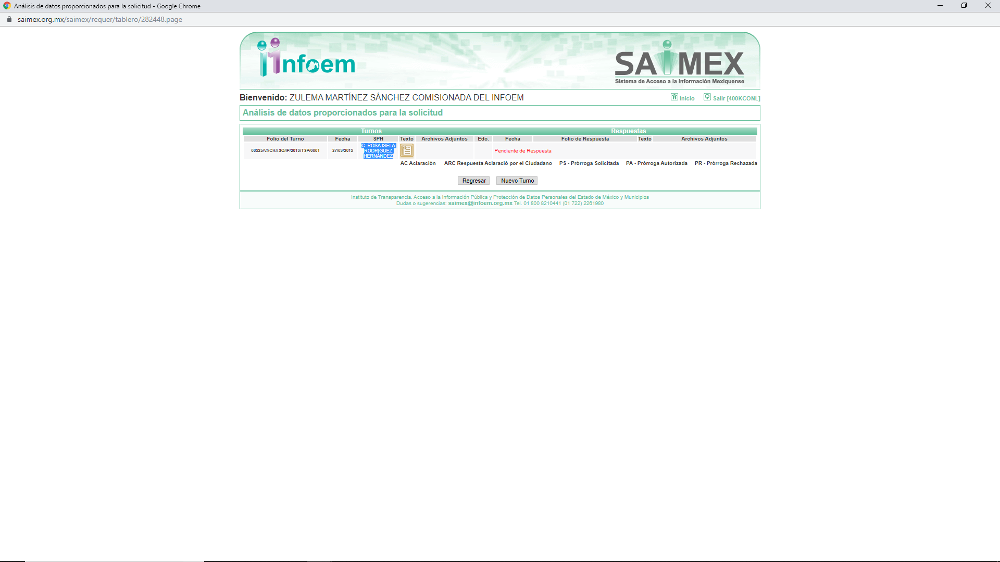 Análisis de datos proporcionados para la solicitud - Google Chrome
saimex.org.mx/saimex/requer/tablero/282448.page
infoem
SAIMEX
Sistema de Acceso a la Información Mexiquense
Bienvenido: ZULEMA MARTÍNEZ SÁNCHEZ COMISIONADA DEL INFOEM
Inicio Salir [400KCONL]
Análisis de datos proporcionados para la solicitud
Turnos Respuestas
Folio del Turno Fecha SPH Texto Archivos Adjuntos Edo. Fecha Folio de Respuesta Texto Archivos Adjuntos
00925/VACHASO/IP/2019/TSP/0001 27/09/2019 C. ROSA ISELA RODRÍGUEZ HERNÁNDEZ Pendiente de Respuesta
AC Aclaración ARC Respuesta Aclaració por el Ciudadano PS - Prórroga Solicitada PA - Prórroga Autorizada PR - Prórroga Rechazada
Regresar Nuevo Turno
Instituto de Transparencia, Acceso a la Información Pública y Protección de Datos Personales del Estado de México y Municipios
Dudas o sugerencias: saimex@infoem.org.mx Tel. 01 800 8210441 (01 722) 2261980